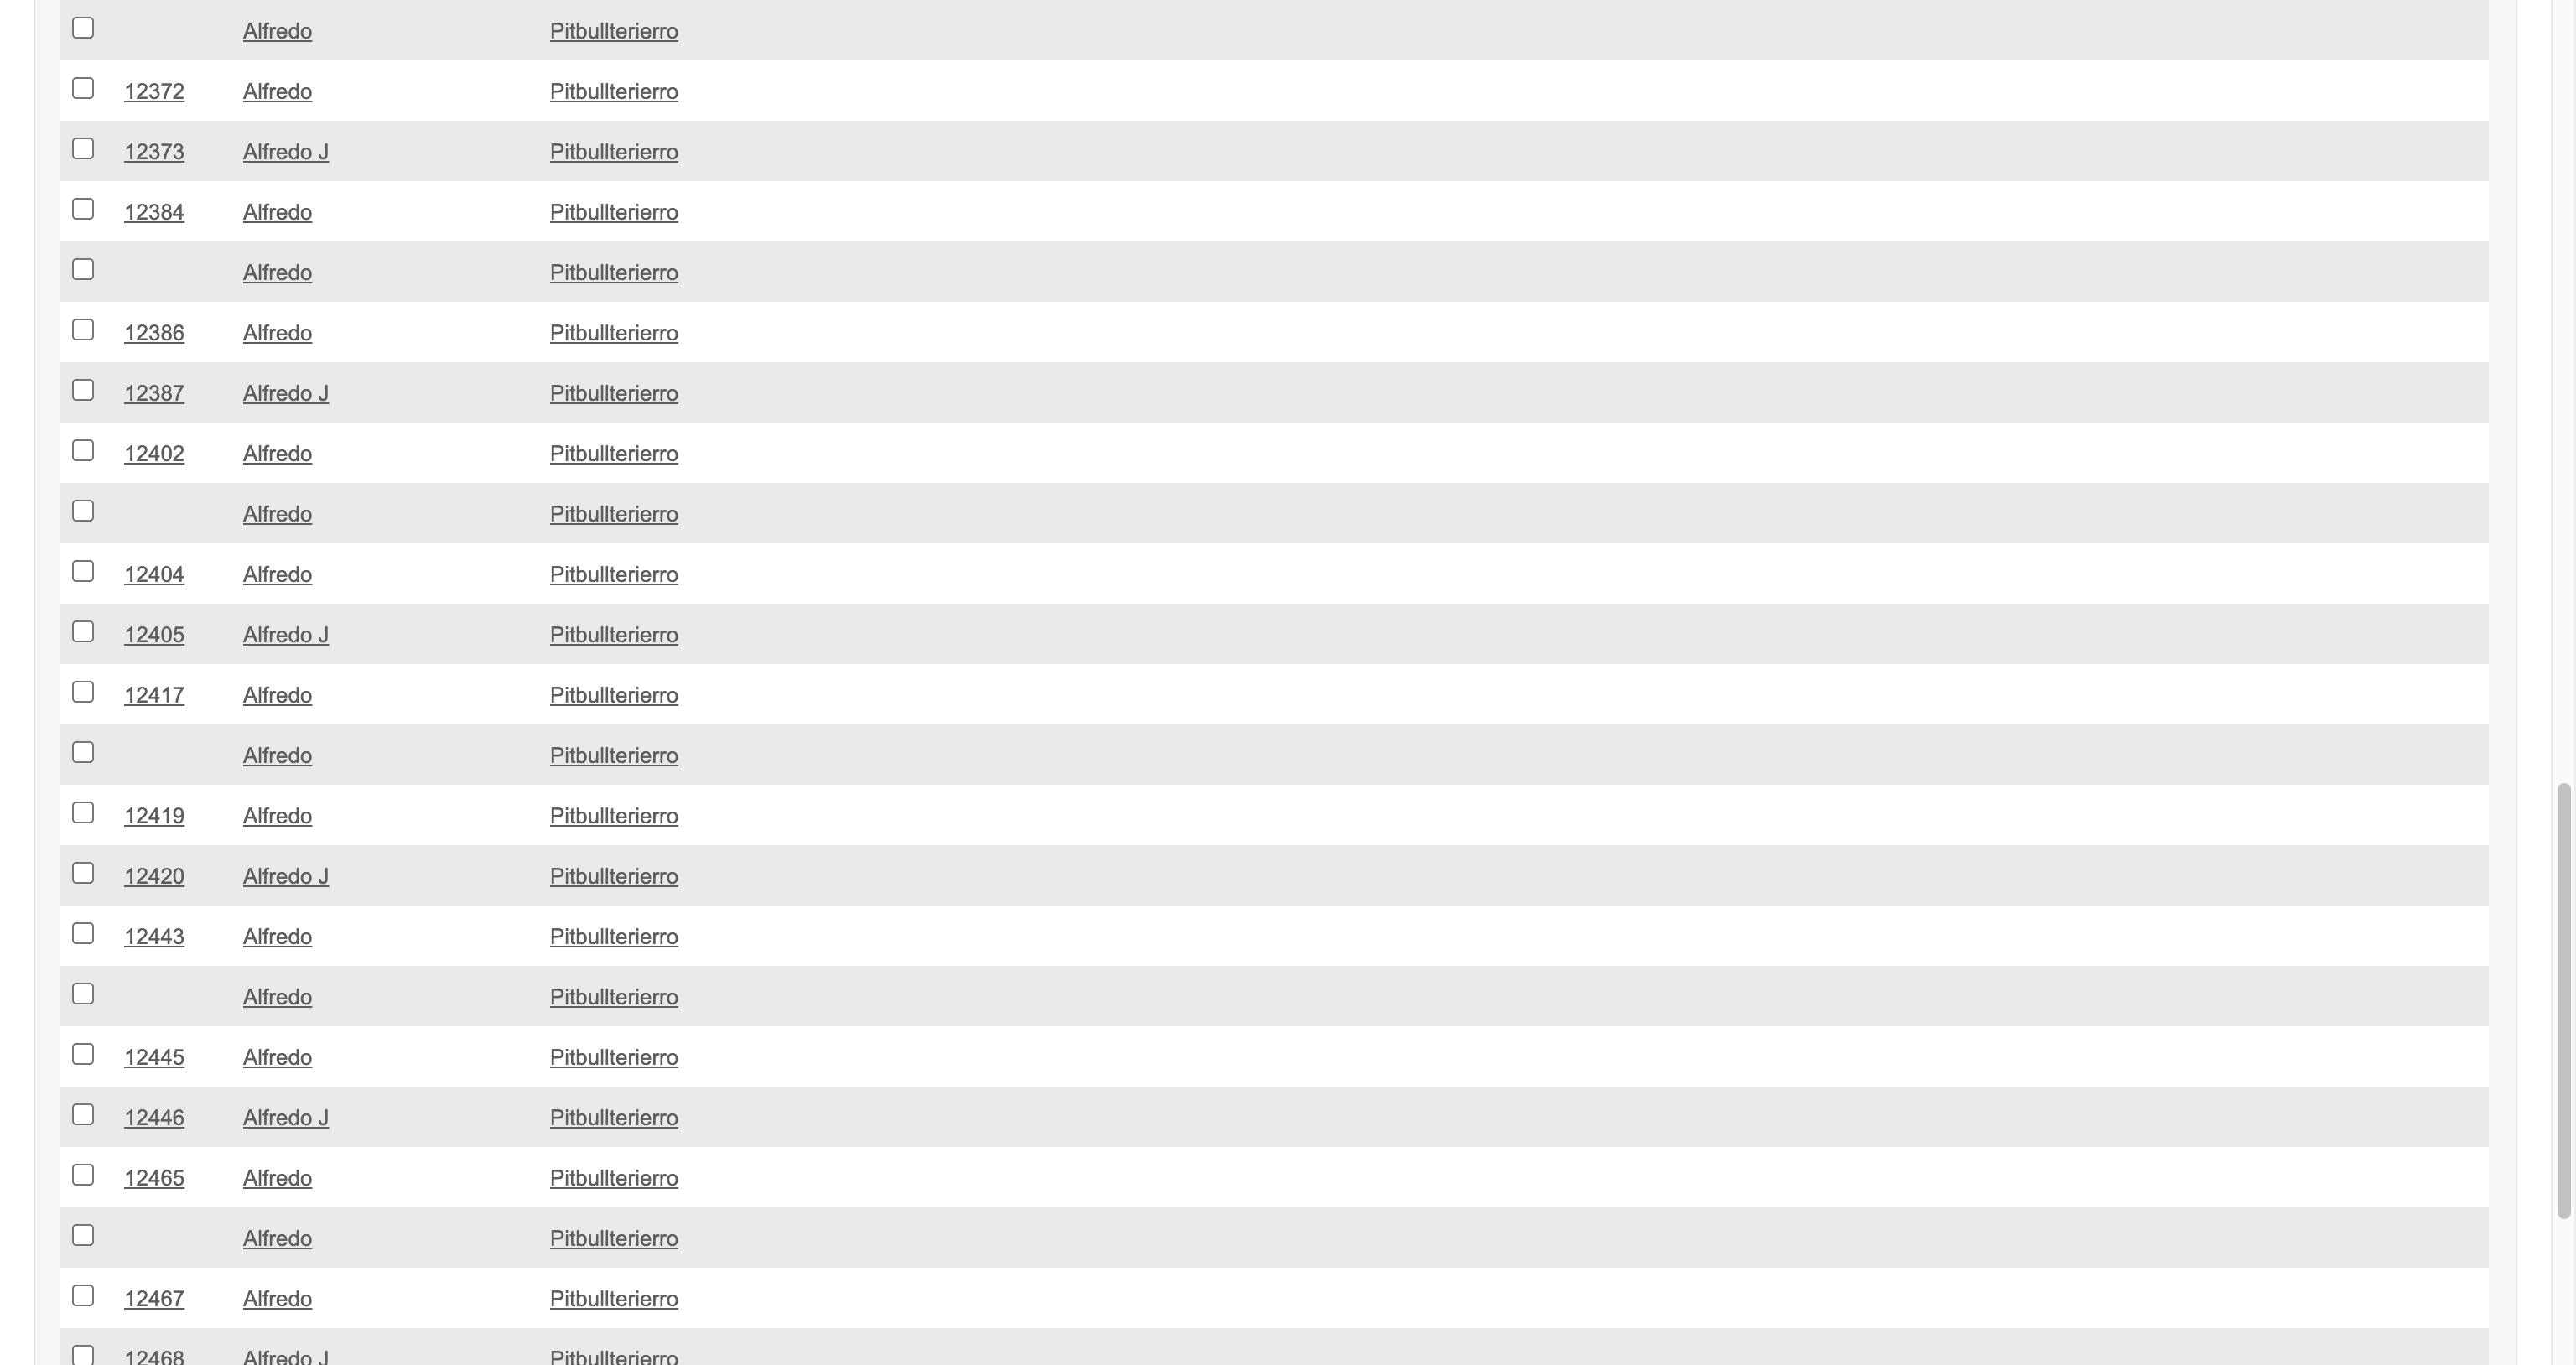 Alfredo Pitbullterierro
12372 Alfredo Pitbullterierro
12373 Alfredo J Pitbullterierro
12384 Alfredo Pitbullterierro
Alfredo Pitbullterierro
12386 Alfredo Pitbullterierro
12387 Alfredo J Pitbullterierro
12402 Alfredo Pitbullterierro
Alfredo Pitbullterierro
12404 Alfredo Pitbullterierro
12405 Alfredo J Pitbullterierro
12417 Alfredo Pitbullterierro
Alfredo Pitbullterierro
12419 Alfredo Pitbullterierro
12420 Alfredo J Pitbullterierro
12443 Alfredo Pitbullterierro
Alfredo Pitbullterierro
12445 Alfredo Pitbullterierro
12446 Alfredo J Pitbullterierro
12465 Alfredo Pitbullterierro
Alfredo Pitbullterierro
12467 Alfredo Pitbullterierro
12468 Alfredo J Pitbullterierro